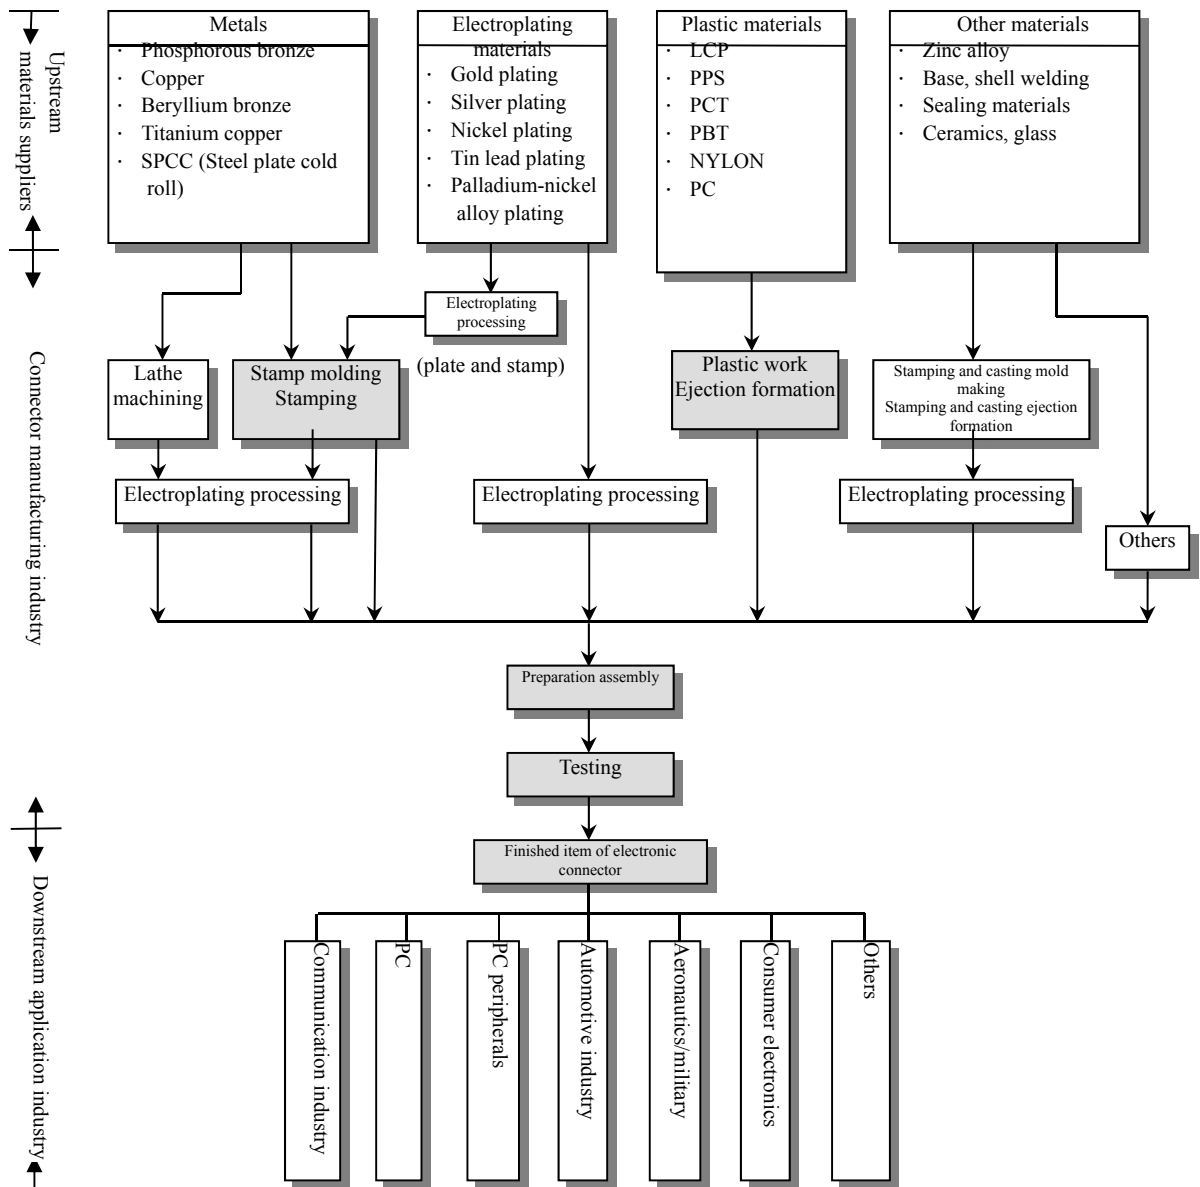 Upstream
materials suppliers
Metals
· Phosphorous bronze
· Copper
· Beryllium bronze
· Titanium copper
· SPCC (Steel plate cold
roll)
Electroplating
materials
· Gold plating
· Silver plating
· Nickel plating
· Tin lead plating
· Palladium-nickel
alloy plating
Plastic materials
· LCP
· PPS
· PCT
· PBT
· NYLON
· PC
Other materials
· Zinc alloy
· Base, shell welding
· Sealing materials
· Ceramics, glass
Connector manufacturing industry
Electroplating
processing
(plate and stamp)
Lathe
machining
Stamp molding
Stamping
Plastic work
Ejection formation
Stamping and casting mold
making
Stamping and casting ejection
formation
Electroplating processing
Electroplating processing
Electroplating processing
Others
Preparation assembly
Testing
Finished item of electronic
connector
Downstream application industry
Communication industry
PC
PC peripherals
Automotive industry
Aeronautics/military
Consumer electronics
Others